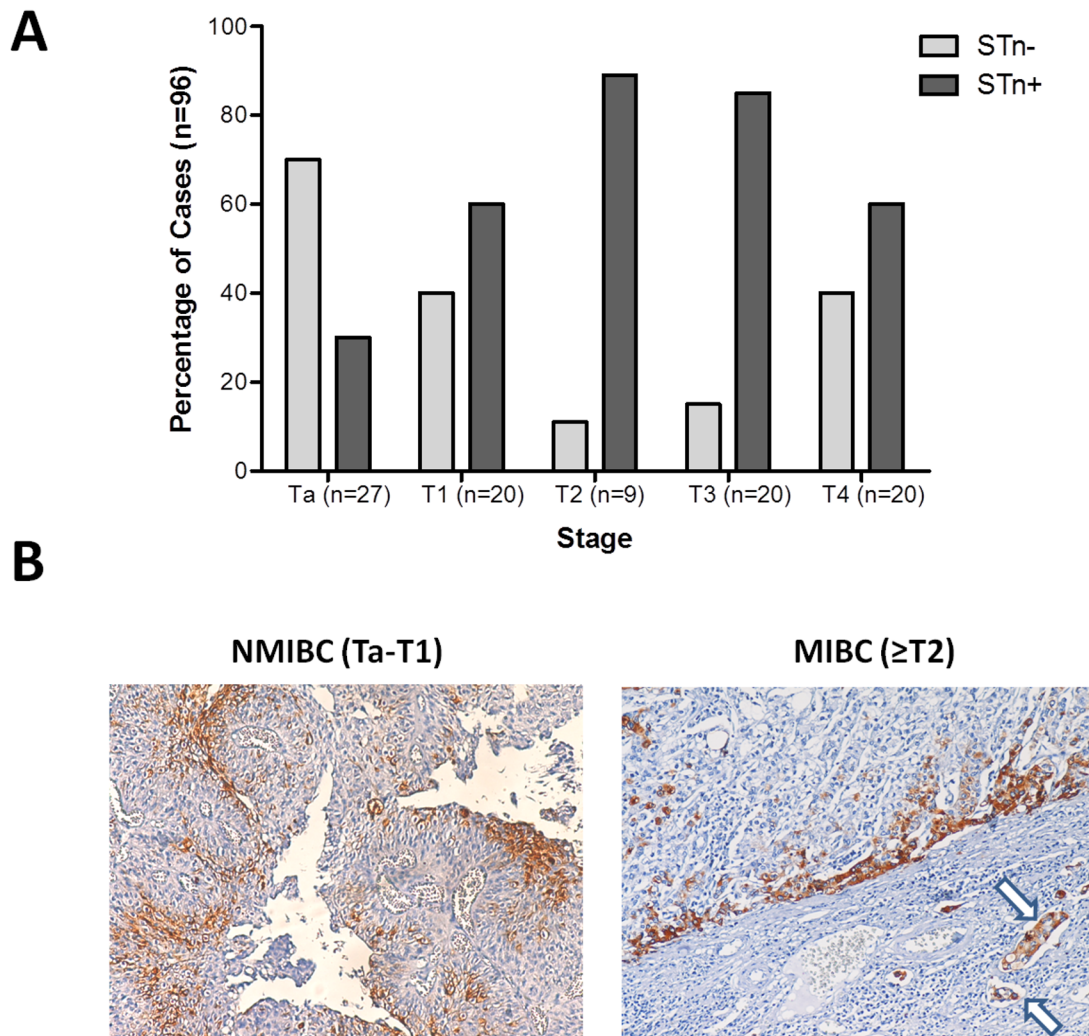 A
STn-
STn+
Percentage of Cases (n=96)
100
80
60
40
20
0
Ta (n=27) T1 (n=20) T2 (n=9) T3 (n=20) T4 (n=20)
Stage
B
NMIBC (Ta-T1) MIBC (≥T2)